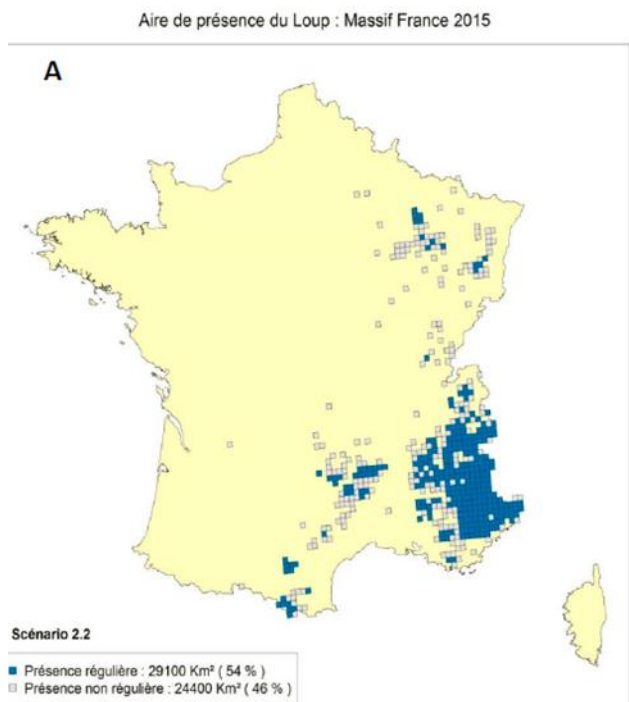 Aire de présence du Loup : Massif France 2015
A
Scénario 2.2
Présence régulière : 29100 Km² ( 54 % )
Présence non régulière : 24400 Km² ( 46 % )